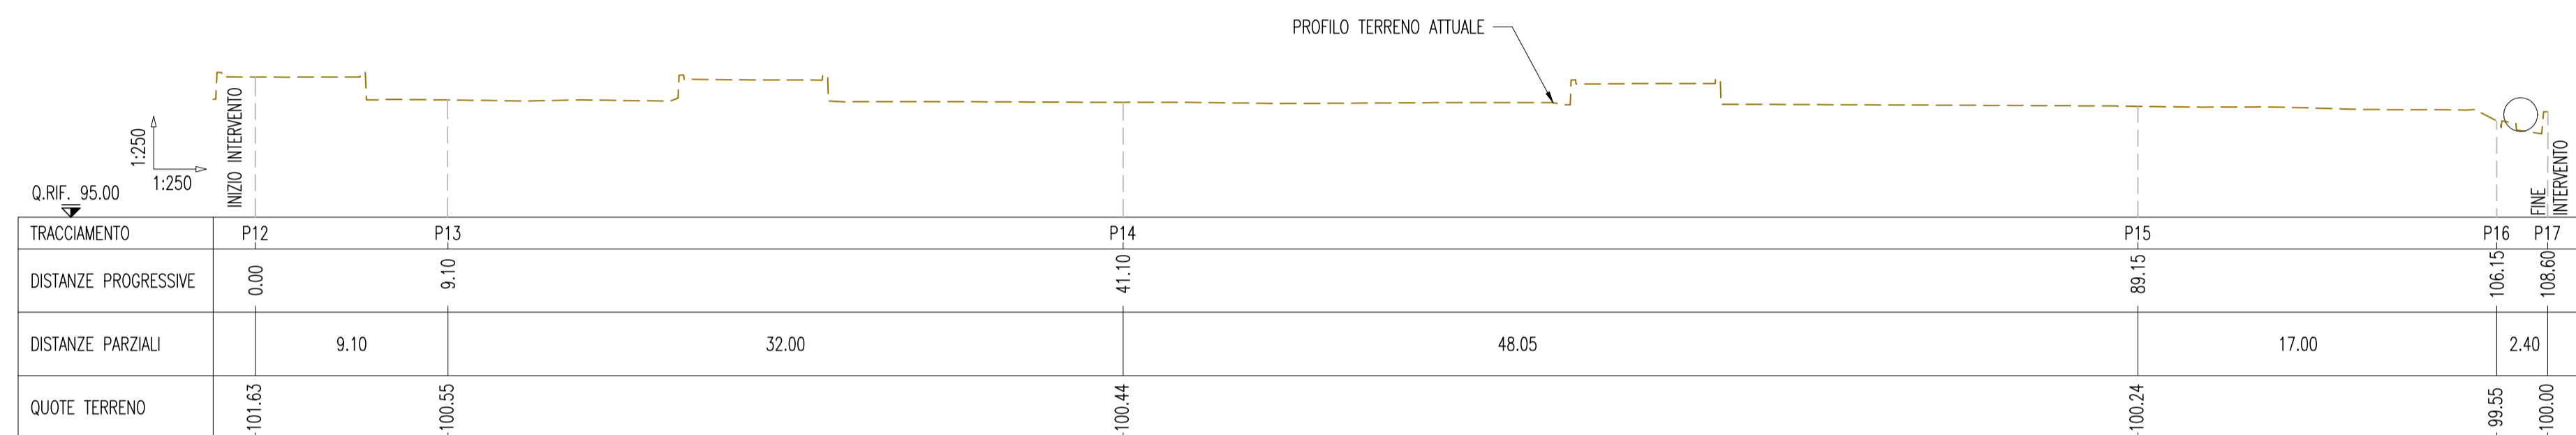 PROFILO TERRENO ATTUALE
INIZIO INTERVENTO
1:250
1:250
Q.RIF. 95.00
FINE
INTERVENTO
TRACCIAMENTO P12 P13 P14 P15 P16 P17
DISTANZE PROGRESSIVE 0.00 9.10 41.10 89.15 106.15 108.60
DISTANZE PARZIALI 9.10 32.00 48.05 17.00 2.40
QUOTE TERRENO 101.63 100.55 100.44 100.24 99.55 100.00